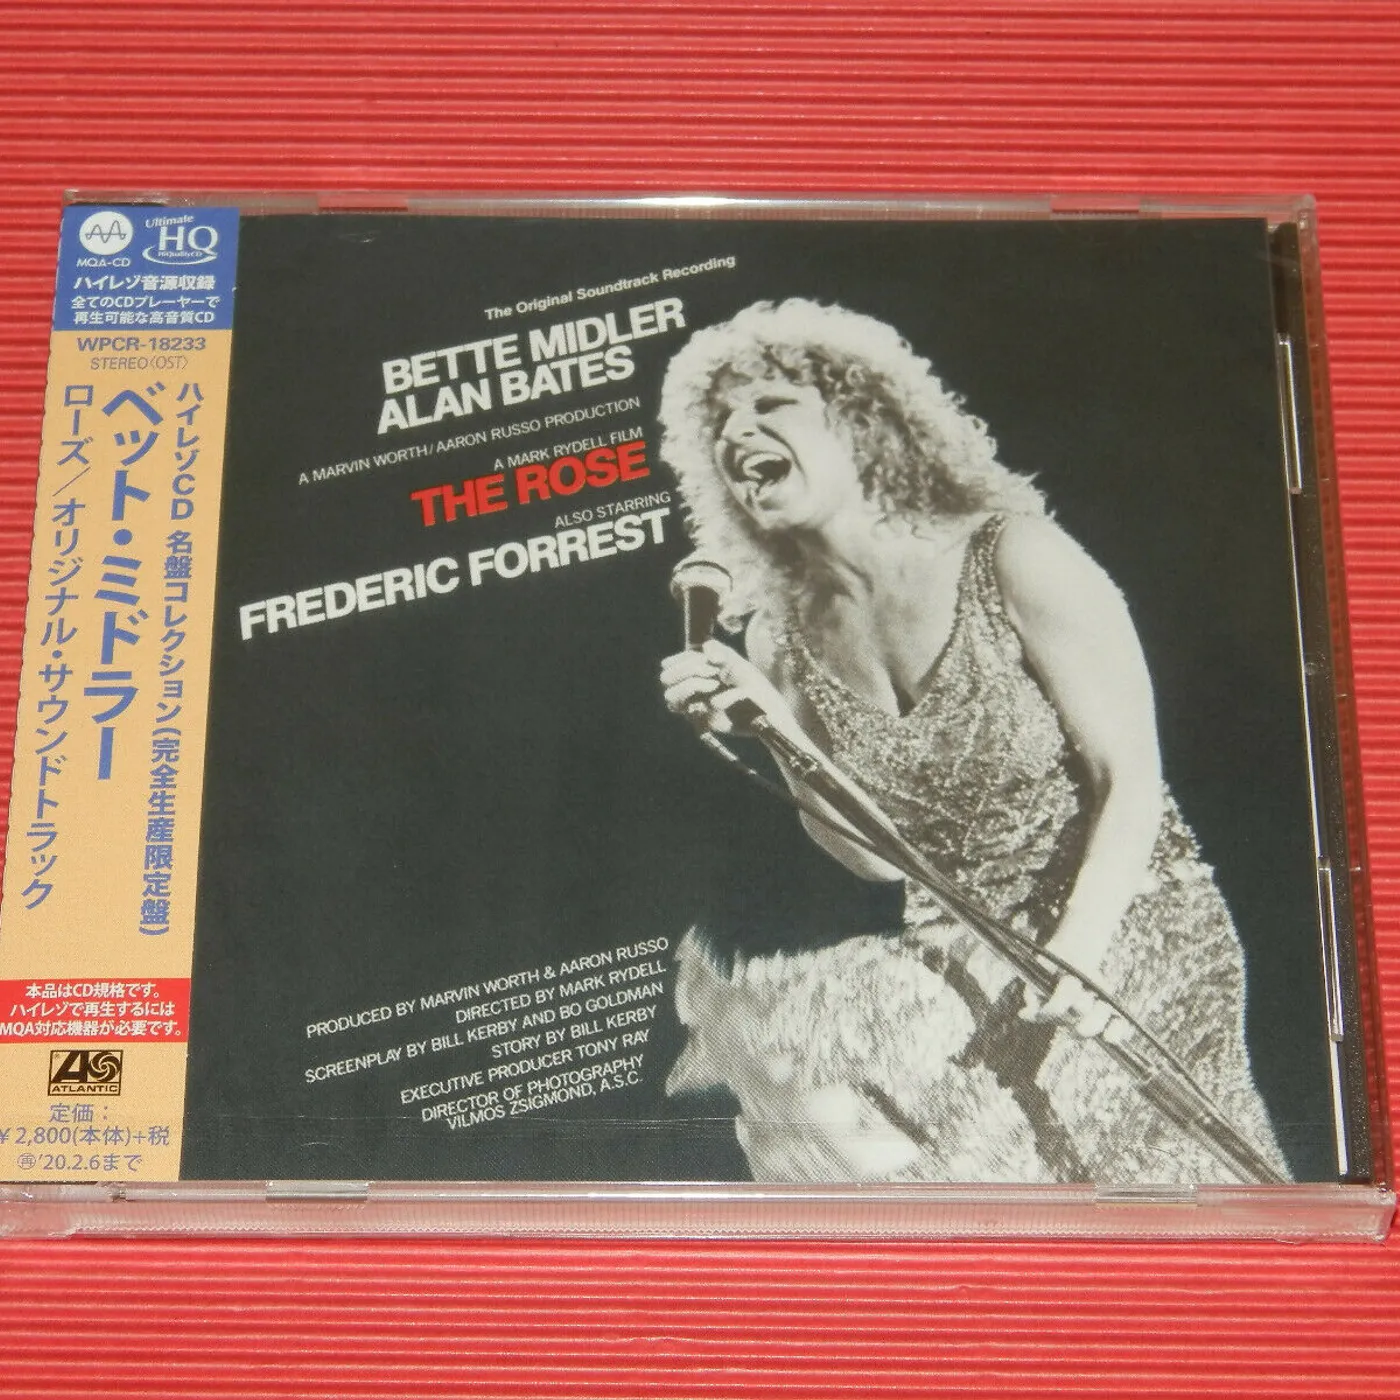 MQA-CD
Ultimate
HQ
HiQualityCD
ハイレゾ音源収録
全てのCDプレーヤーで
再生可能な高音質CD
WPCR-18233
STEREO〈OST〉
ハイレゾCD 名盤コレクション(完全生産限定盤)
ベット・ミドラー
ローズ/オリジナル・サウンドトラック
本品はCD規格です。
ハイレゾで再生するには
MQA対応機器が必要です。
ATLANTIC
定価:
¥2,800(本体)+税
㊢'20.2.6まで
The Original Soundtrack Recording
BETTE MIDLER
ALAN BATES
A MARVIN WORTH/AARON RUSSO PRODUCTION
A MARK RYDELL FILM
THE ROSE
ALSO STARRING
FREDERIC FORREST
PRODUCED BY MARVIN WORTH & AARON RUSSO
DIRECTED BY MARK RYDELL
SCREENPLAY BY BILL KERBY AND BO GOLDMAN
STORY BY BILL KERBY
EXECUTIVE PRODUCER TONY RAY
DIRECTOR OF PHOTOGRAPHY
VILMOS ZSIGMOND, A.S.C.